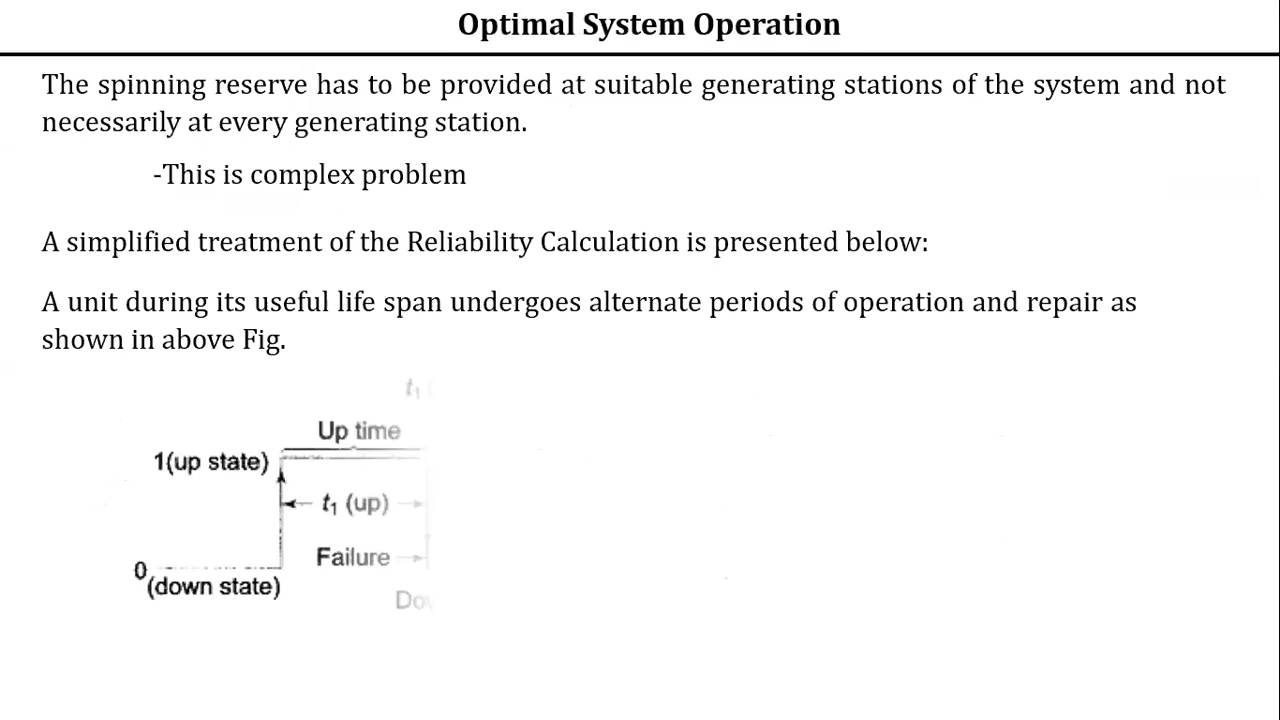 Optimal System Operation
The spinning reserve has to be provided at suitable generating stations of the system and not
necessarily at every generating station.
-This is complex problem
A simplified treatment of the Reliability Calculation is presented below:
A unit during its useful life span undergoes alternate periods of operation and repair as
shown in above Fig.
t1 (
Up time
1(up state)
t1 (up)
Failure
0
(down state)